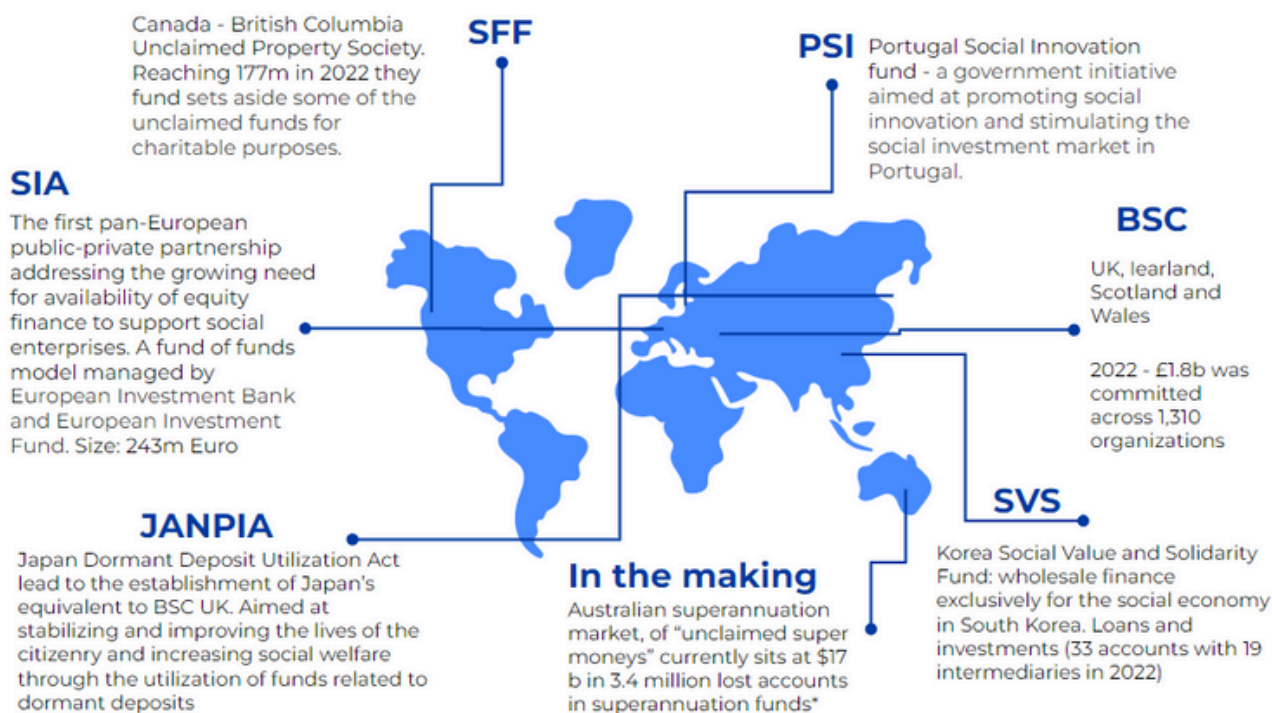 SFF
Canada - British Columbia
Unclaimed Property Society.
Reaching 177m in 2022 they
fund sets aside some of the
unclaimed funds for
charitable purposes.
PSI
Portugal Social Innovation
fund - a government initiative
aimed at promoting social
innovation and stimulating the
social investment market in
Portugal.
SIA
The first pan-European
public-private partnership
addressing the growing need
for availability of equity
finance to support social
enterprises. A fund of funds
model managed by
European Investment Bank
and European Investment
Fund. Size: 243m Euro
BSC
UK, Iearland,
Scotland and
Wales
2022 - £1.8b was
committed
across 1,310
organizations
JANPIA
Japan Dormant Deposit Utilization Act
lead to the establishment of Japan's
equivalent to BSC UK. Aimed at
stabilizing and improving the lives of the
citizenry and increasing social welfare
through the utilization of funds related to
dormant deposits
In the making
Australian superannuation
market, of "unclaimed super
moneys" currently sits at $17
b in 3.4 million lost accounts
in superannuation funds*
SVS
Korea Social Value and Solidarity
Fund: wholesale finance
exclusively for the social economy
in South Korea. Loans and
investments (33 accounts with 19
intermediaries in 2022)